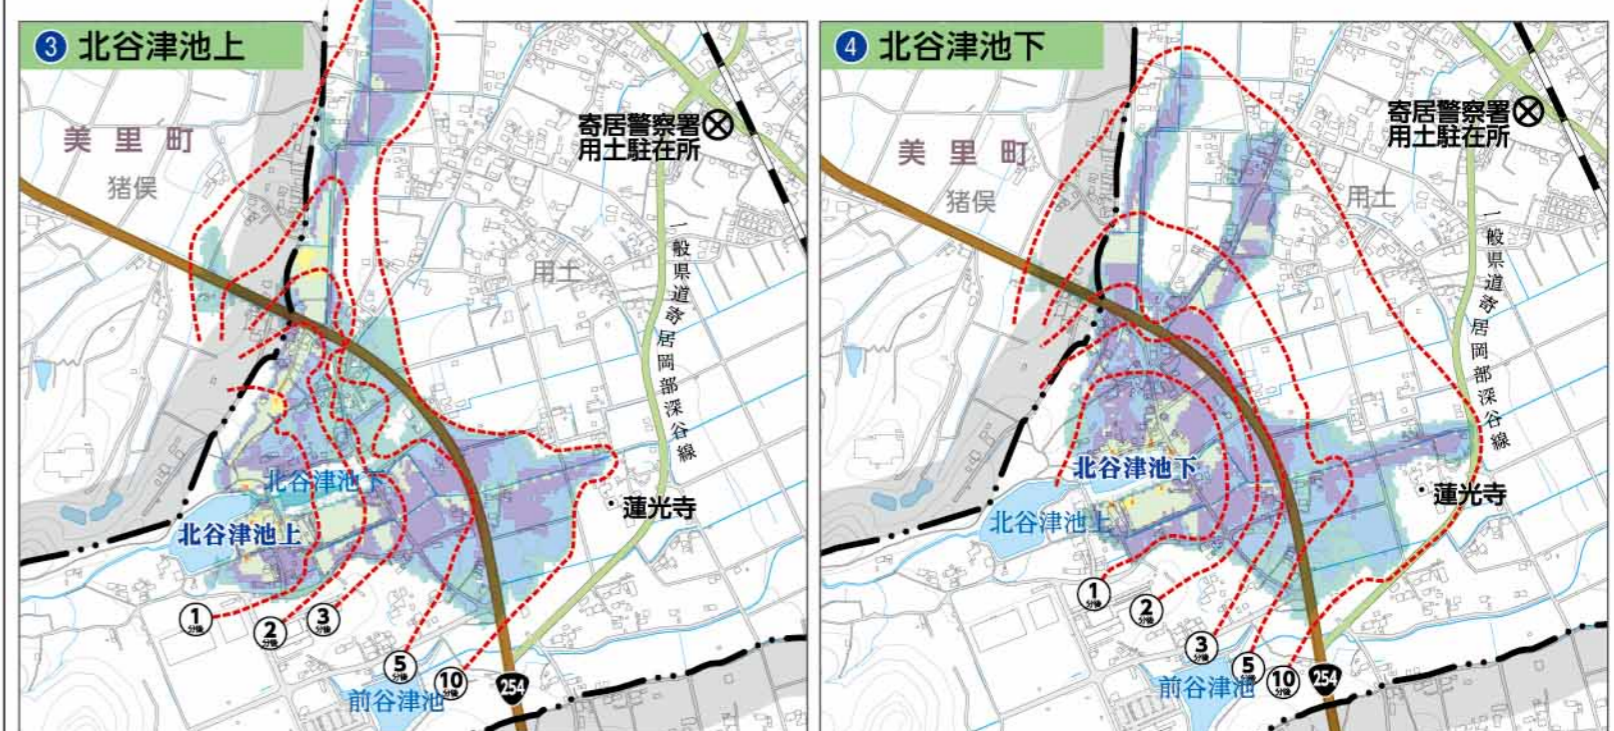 3 北谷津池上
寄居警察署
用土駐在所
美里町
猪俣
用土
一般県道寄居岡部深谷線
北谷津池下
北谷津池上
蓮光寺
1分後
2分後
3分後
5分後
10分後
前谷津池
254
4 北谷津池下
寄居警察署
用土駐在所
美里町
猪俣
用土
一般県道寄居岡部深谷線
北谷津池下
北谷津池上
蓮光寺
1分後
2分後
3分後
5分後
10分後
前谷津池
254